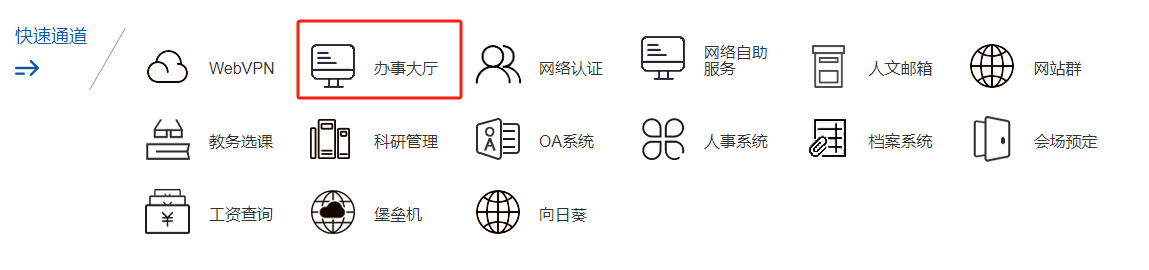 快速通道
WebVPN
办事大厅
网络认证
网络自助
服务
人文邮箱
网站群
教务选课
科研管理
OA系统
人事系统
档案系统
会场预定
工资查询
堡垒机
向日葵